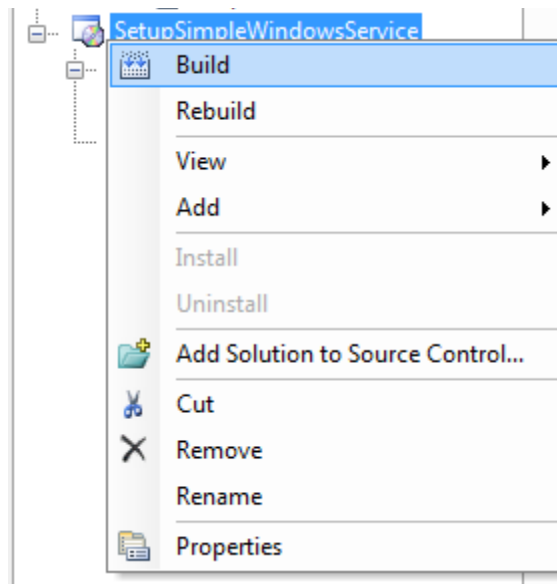 SetupSimpleWindowsService
Build
Rebuild
View
Add
Install
Uninstall
Add Solution to Source Control...
Cut
Remove
Rename
Properties